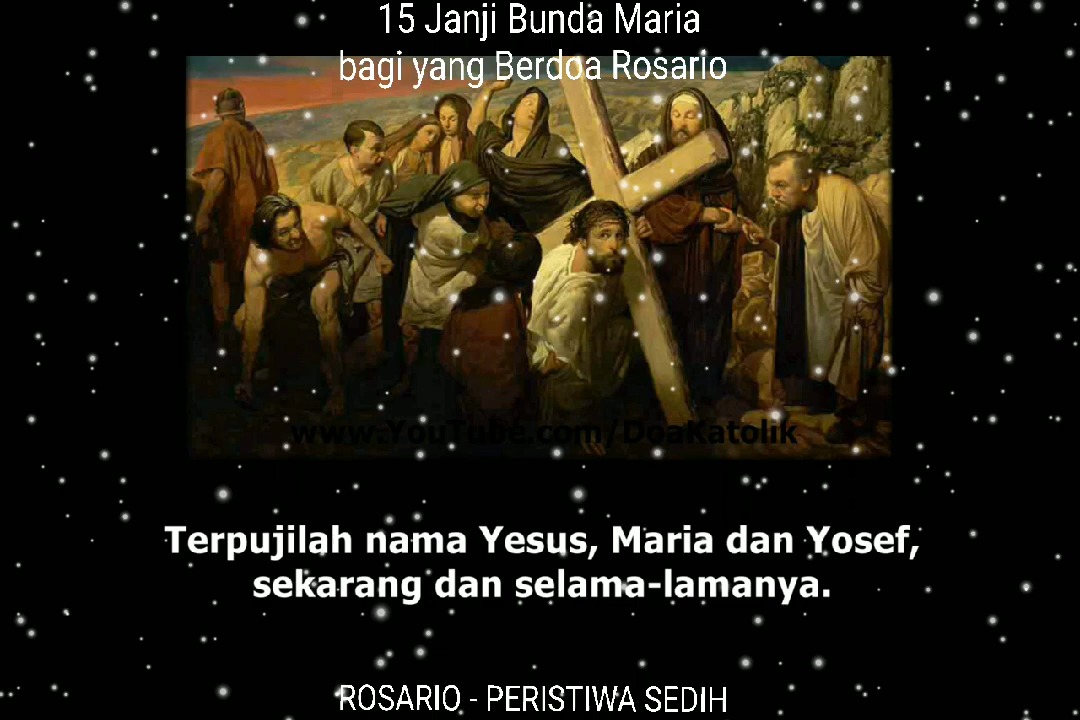 15 Janji Bunda Maria
bagi yang Berdoa Rosario
www.YouTube.com/DoaKatolik
Terpujilah nama Yesus, Maria dan Yosef,
sekarang dan selama-lamanya.
ROSARIO - PERISTIWA SEDIH